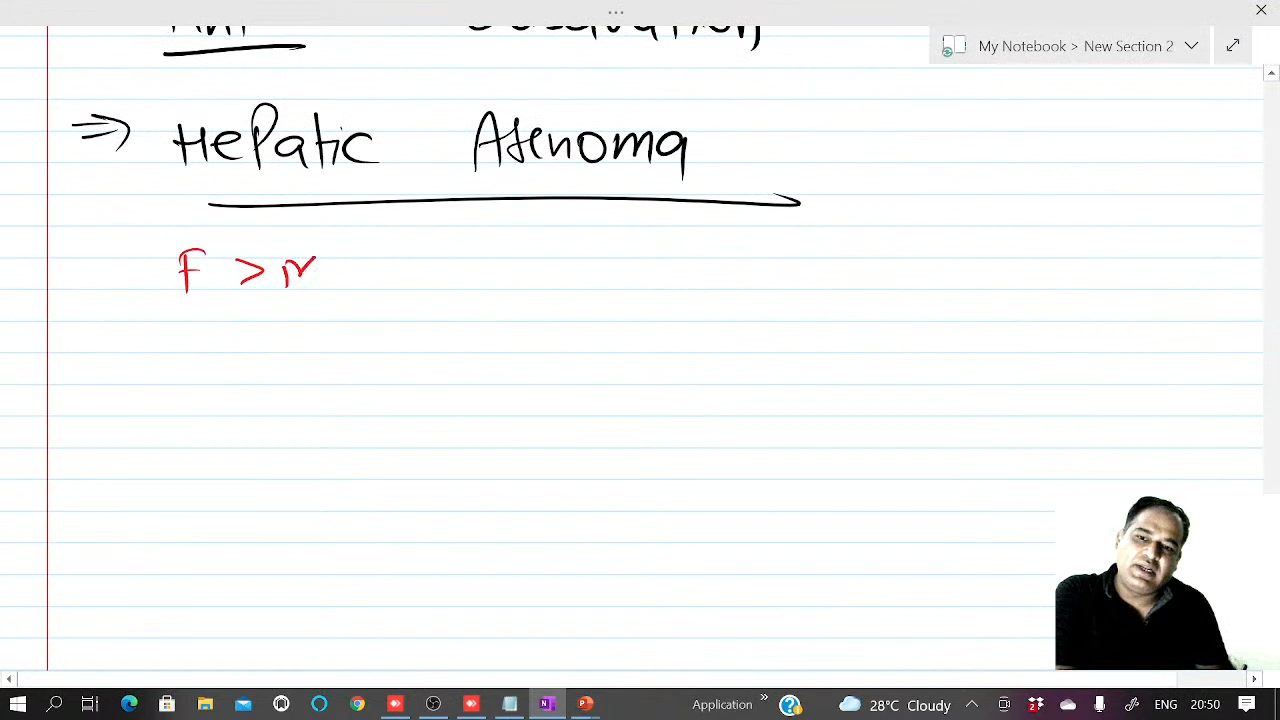 My Notebook > New Section 2
⇒ Hepatic Adenoma
F > M
Application
28°C Cloudy
ENG
20:50